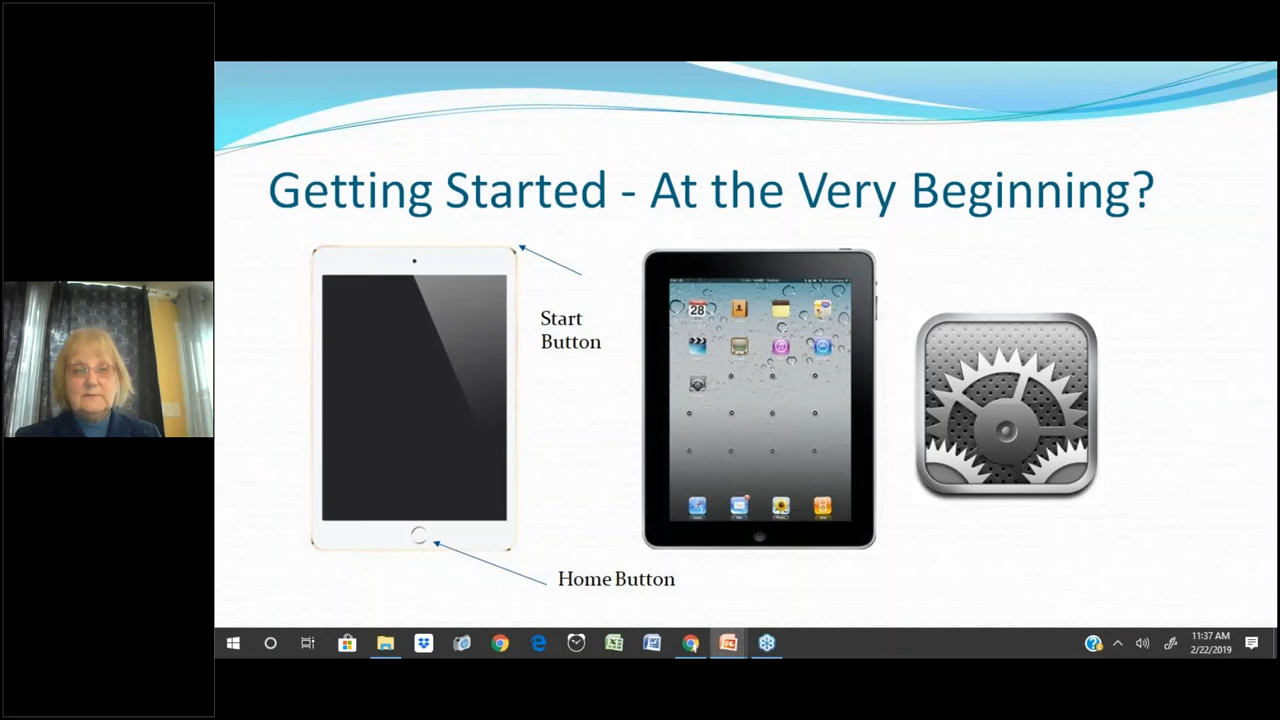 Getting Started - At the Very Beginning?
Start
Button
28
Home Button
11:37 AM
2/22/2019